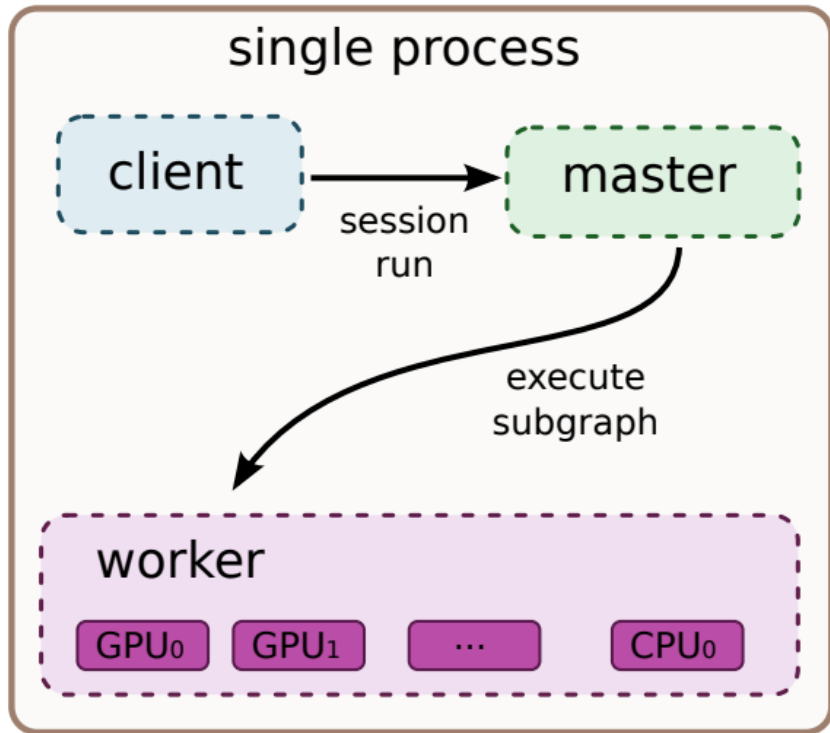 single process
client
master
session
run
execute
subgraph
worker
GPU₀ GPU₁ ... CPU₀